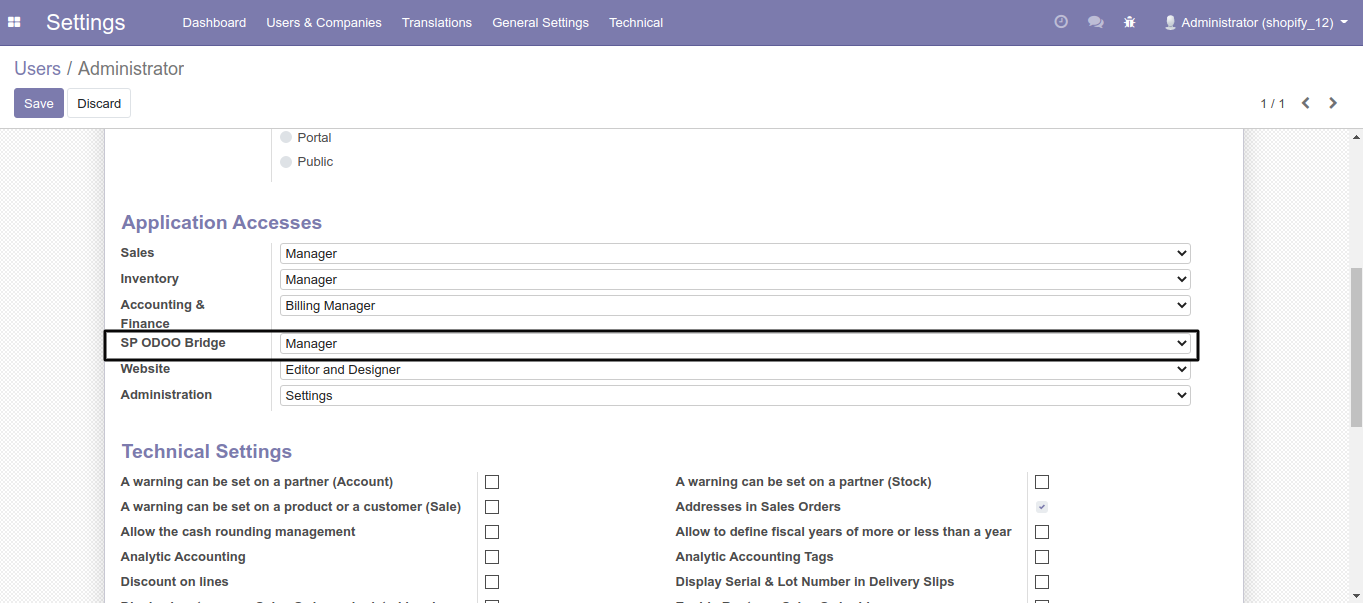 Settings Dashboard Users & Companies Translations General Settings Technical Administrator (shopify_12)
Users / Administrator
Save Discard 1 / 1
Portal
Public
Application Accesses
Sales Manager
Inventory Manager
Accounting & Billing Manager
Finance
SP ODOO Bridge Manager
Website Editor and Designer
Administration Settings
Technical Settings
A warning can be set on a partner (Account) A warning can be set on a partner (Stock)
A warning can be set on a product or a customer (Sale) Addresses in Sales Orders
Allow the cash rounding management Allow to define fiscal years of more or less than a year
Analytic Accounting Analytic Accounting Tags
Discount on lines Display Serial & Lot Number in Delivery Slips